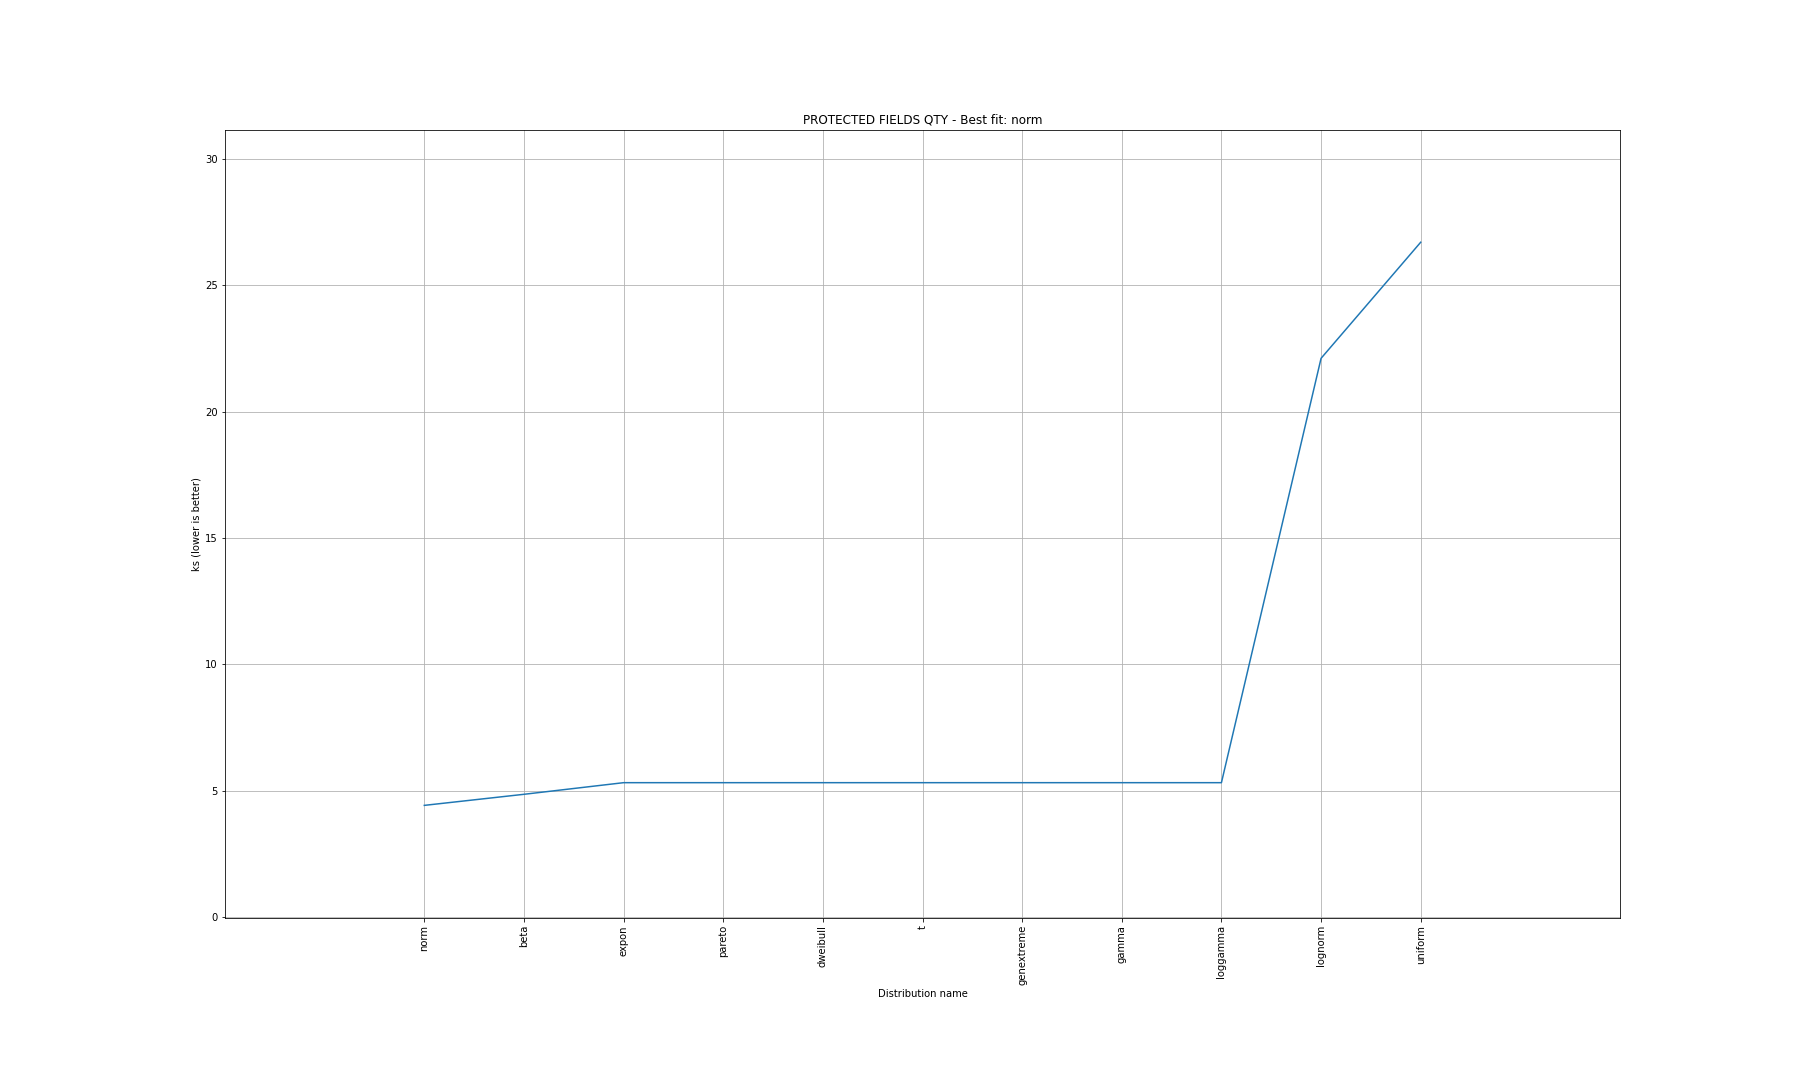 PROTECTED FIELDS QTY - Best fit: norm
30
25
20
15
10
5
0
ks (lower is better)
norm
beta
expon
pareto
dweibull
t
genextreme
gamma
loggamma
lognorm
uniform
Distribution name